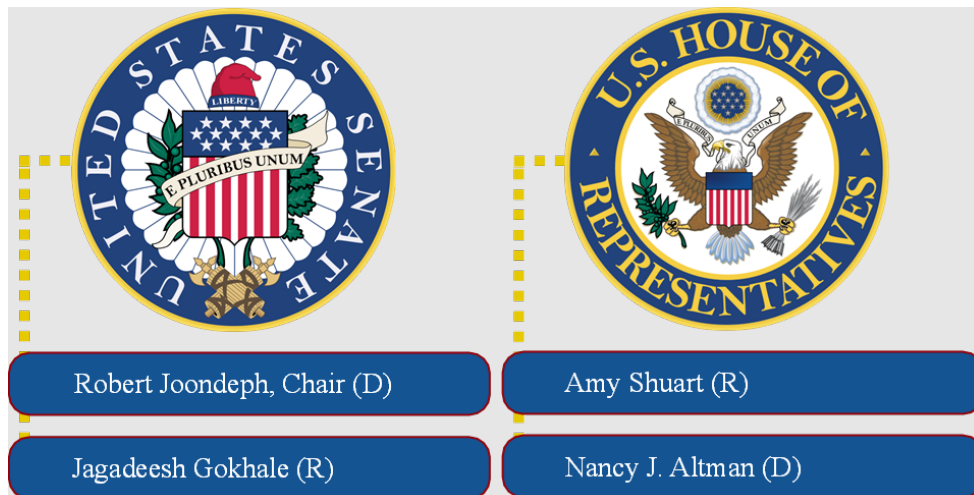 UNITED STATES SENATE
LIBERTY
E PLURIBUS UNUM
U.S. HOUSE OF
REPRESENTATIVES
E PLURIBUS UNUM
Robert Joondeph, Chair (D)
Amy Shuart (R)
Jagadeesh Gokhale (R)
Nancy J. Altman (D)